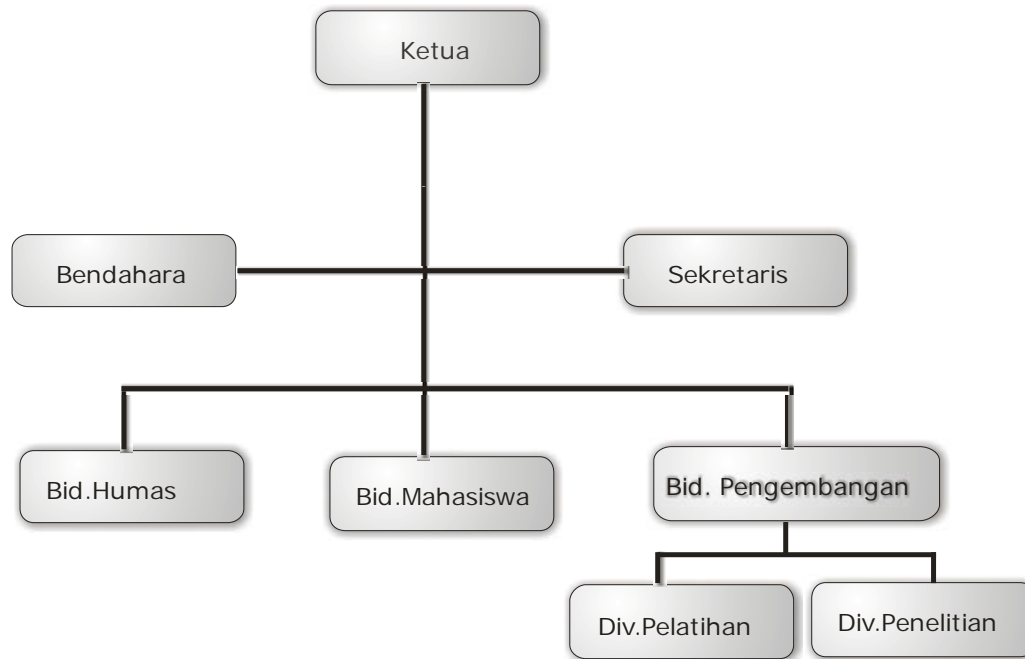 Ketua
Bendahara
Sekretaris
Bid.Humas
Bid.Mahasiswa
Bid. Pengembangan
Div.Pelatihan
Div.Penelitian